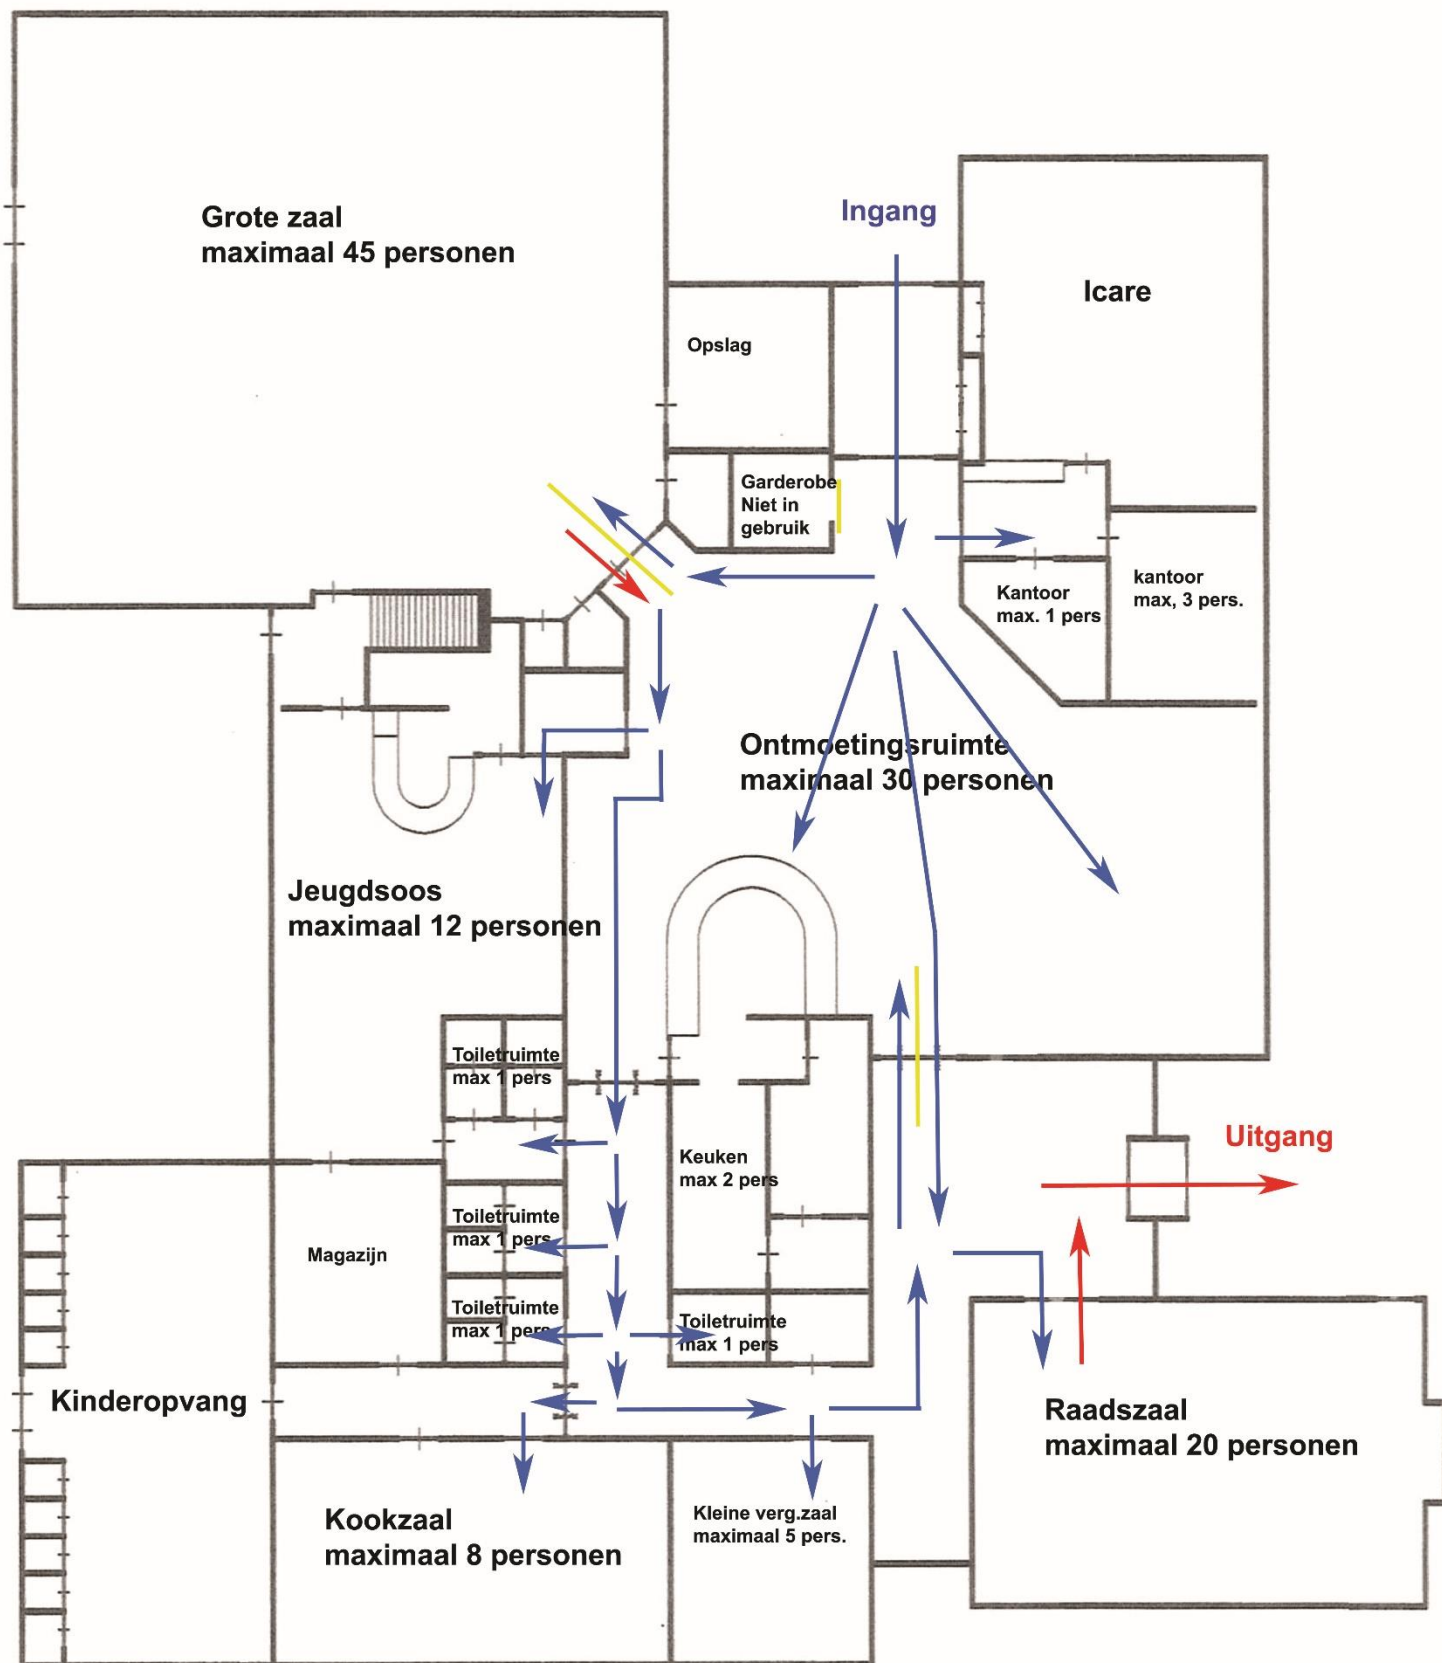 Grote zaal
maximaal 45 personen
Ingang
Icare
Opslag
Garderobe
Niet in
gebruik
Kantoor
max. 1 pers
kantoor
max, 3 pers.
Ontmoetingsruimte
maximaal 30 personen
Jeugdsoos
maximaal 12 personen
Toiletruimte
max 1 pers
Keuken
max 2 pers
Uitgang
Toiletruimte
max 1 pers
Magazijn
Toiletruimte
max 1 pers
Toiletruimte
max 1 pers
Kinderopvang
Raadszaal
maximaal 20 personen
Kookzaal
maximaal 8 personen
Kleine verg.zaal
maximaal 5 pers.